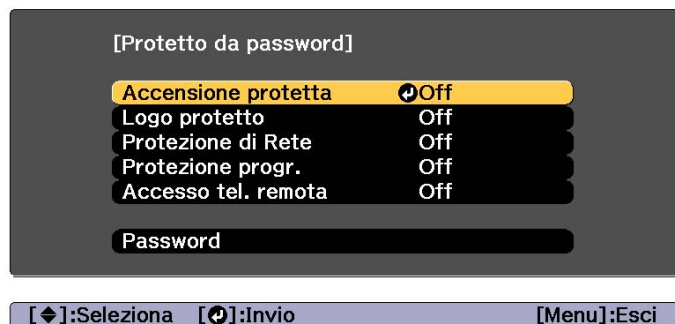 [Protetto da password]
Accensione protetta Off
Logo protetto Off
Protezione di Rete Off
Protezione progr. Off
Accesso tel. remota Off
Password
[◆]:Seleziona [↵]:Invio [Menu]:Esci